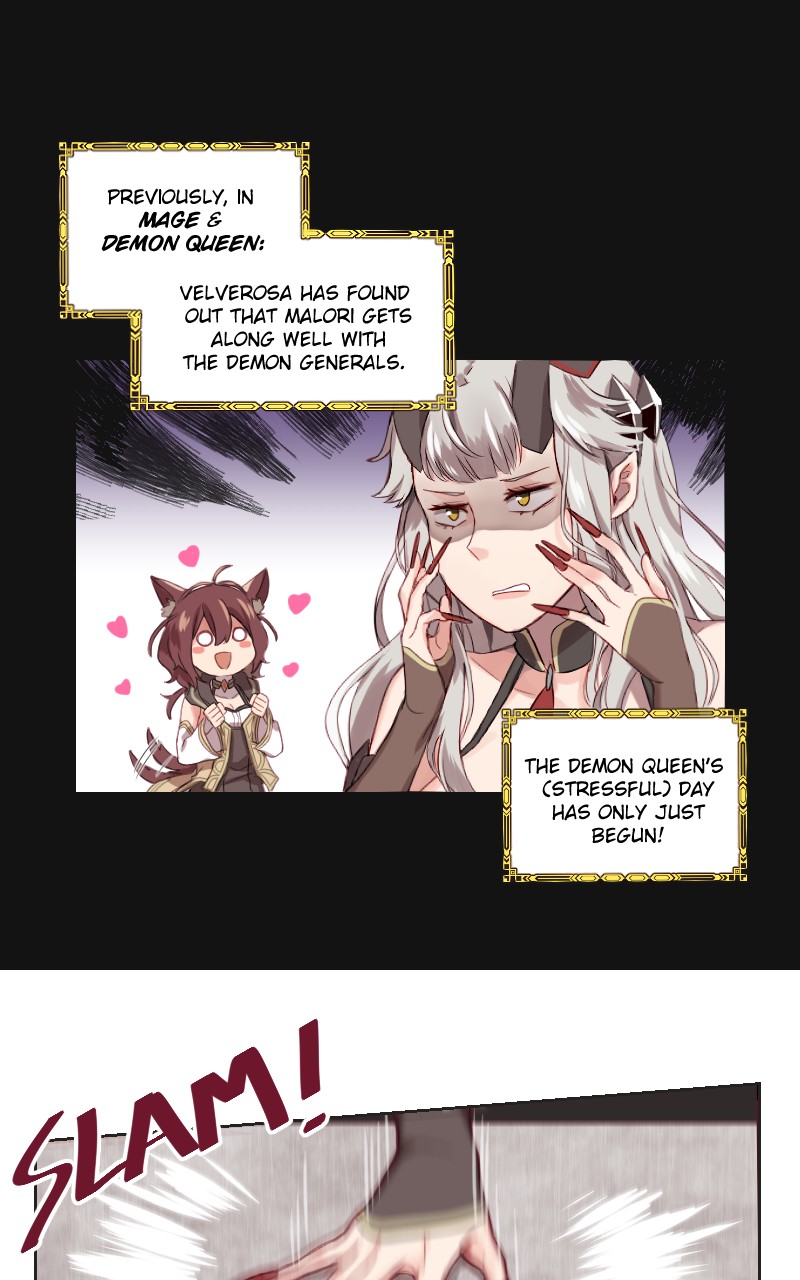 PREVIOUSLY, IN
MAGE &
DEMON QUEEN:
VELVEROSA HAS FOUND
OUT THAT MALORI GETS
ALONG WELL WITH
THE DEMON GENERALS.
THE DEMON QUEEN'S
(STRESSFUL) DAY
HAS ONLY JUST
BEGUN!
SLAM!